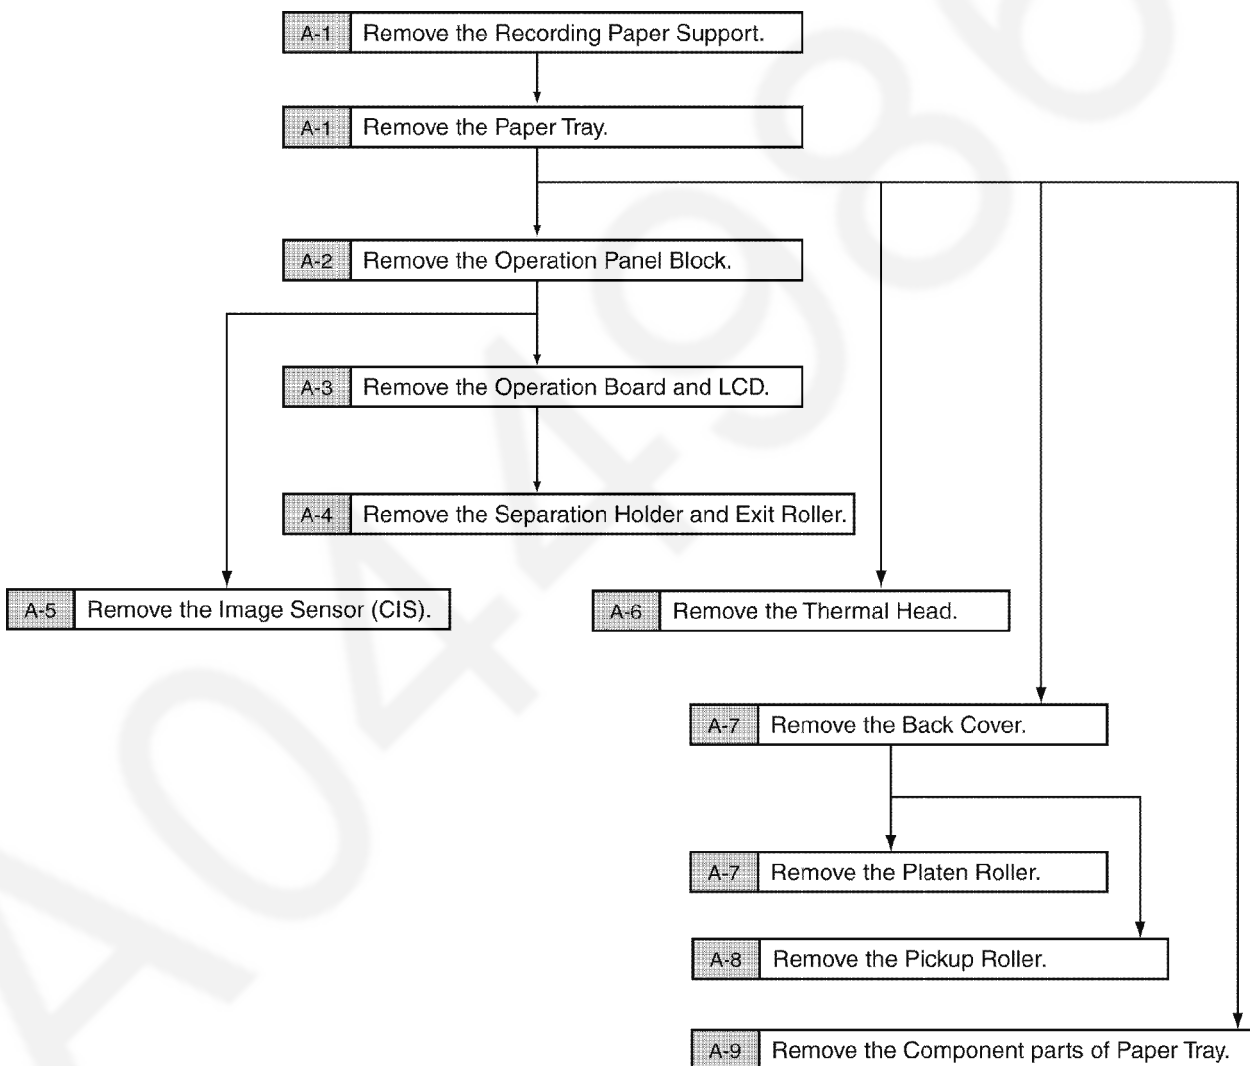 A-1 Remove the Recording Paper Support.
A-1 Remove the Paper Tray.
A-2 Remove the Operation Panel Block.
A-3 Remove the Operation Board and LCD.
A-4 Remove the Separation Holder and Exit Roller.
A-5 Remove the Image Sensor (CIS).
A-6 Remove the Thermal Head.
A-7 Remove the Back Cover.
A-7 Remove the Platen Roller.
A-8 Remove the Pickup Roller.
A-9 Remove the Component parts of Paper Tray.